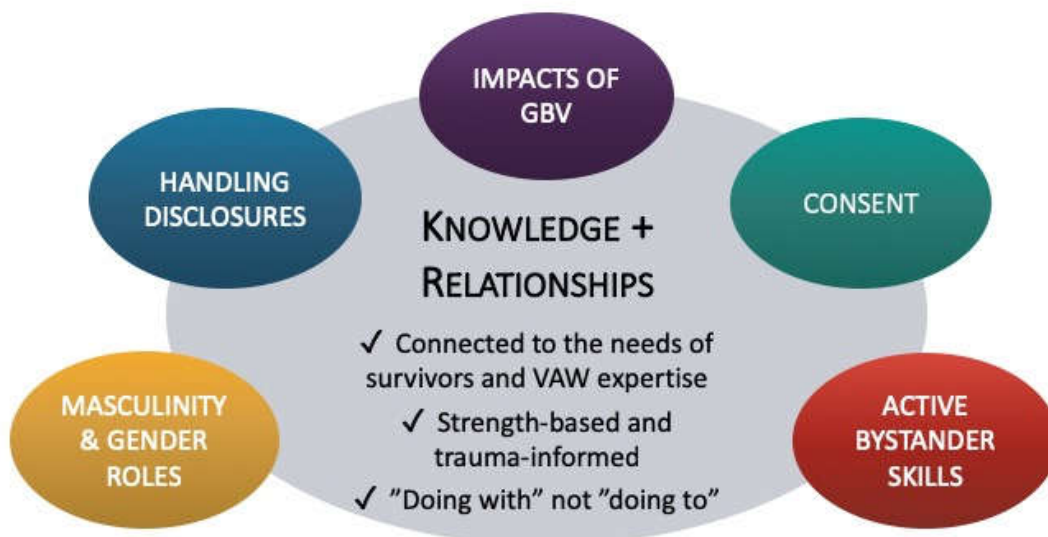 IMPACTS OF
GBV
HANDLING
DISCLOSURES
CONSENT
KNOWLEDGE +
RELATIONSHIPS
✓ Connected to the needs of
survivors and VAW expertise
✓ Strength-based and
trauma-informed
✓ ”Doing with” not ”doing to”
MASCULINITY
& GENDER
ROLES
ACTIVE
BYSTANDER
SKILLS